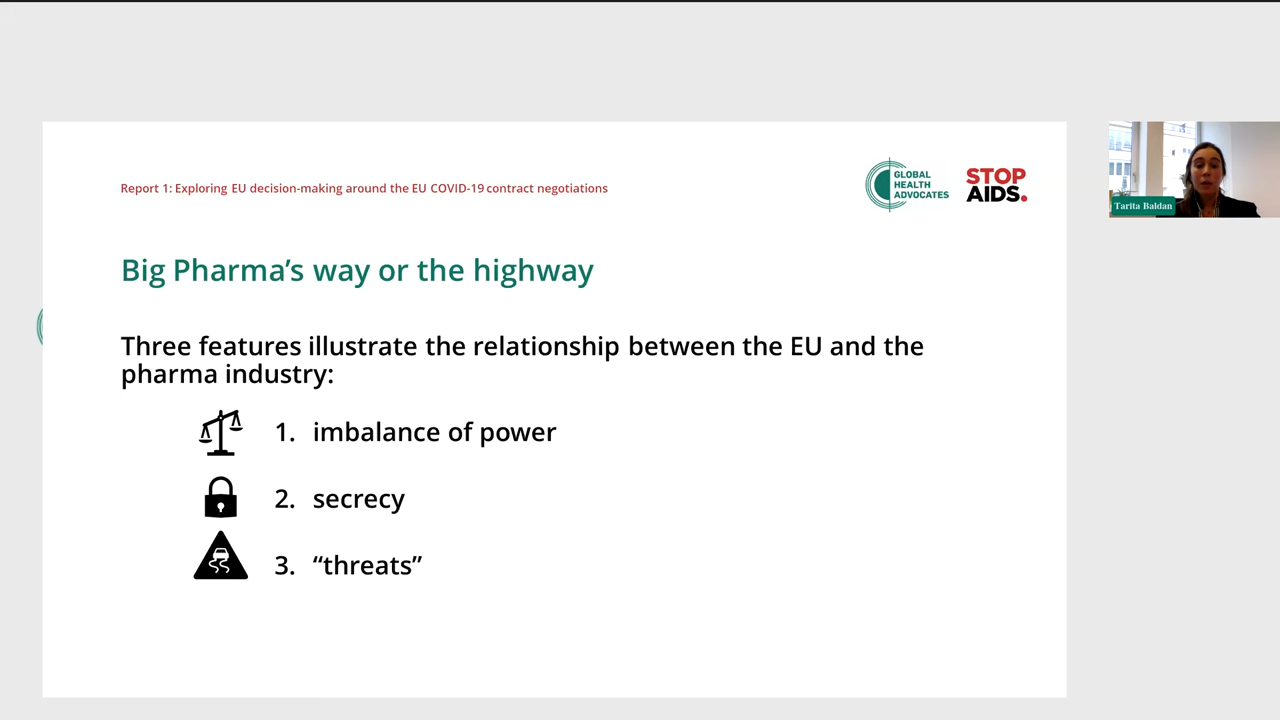 Report 1: Exploring EU decision-making around the EU COVID-19 contract negotiations
GLOBAL
HEALTH
ADVOCATES
STOP
AIDS.
Tarita Baldan
Big Pharma’s way or the highway
Three features illustrate the relationship between the EU and the
pharma industry:
1. imbalance of power
2. secrecy
3. “threats”